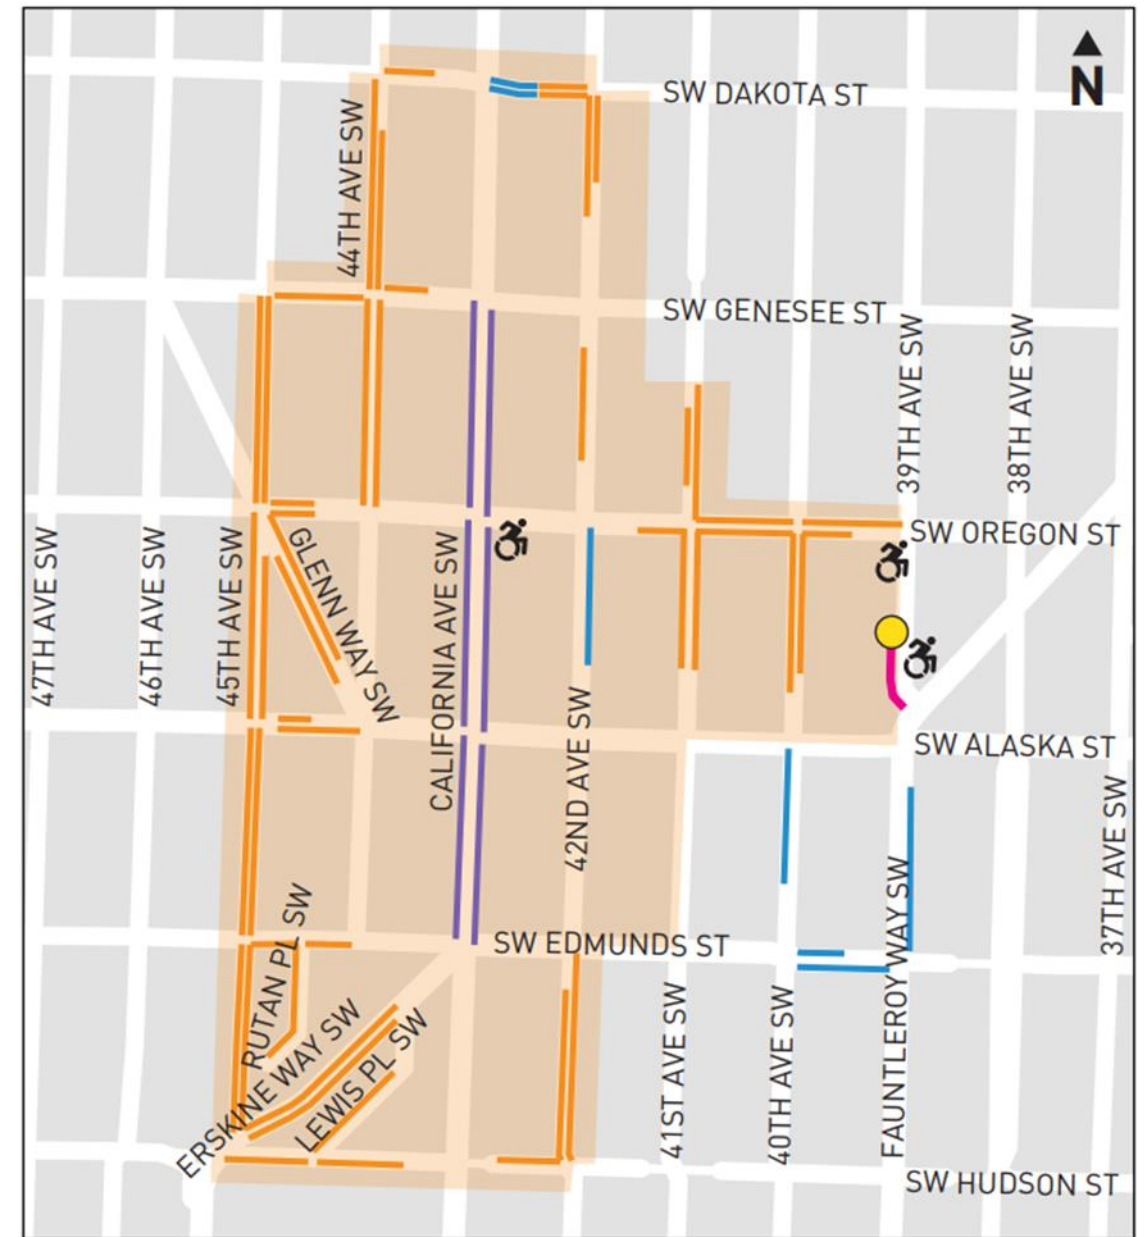 N
SW DAKOTA ST
44TH AVE SW
SW GENESEE ST
39TH AVE SW
38TH AVE SW
SW OREGON ST
47TH AVE SW
46TH AVE SW
45TH AVE SW
GLENN WAY SW
CALIFORNIA AVE SW
42ND AVE SW
SW ALASKA ST
37TH AVE SW
RUTAN PL SW
SW EDMUNDS ST
FAUNTLEROY WAY SW
ERSKINE WAY SW
LEWIS PL SW
41ST AVE SW
40TH AVE SW
SW HUDSON ST